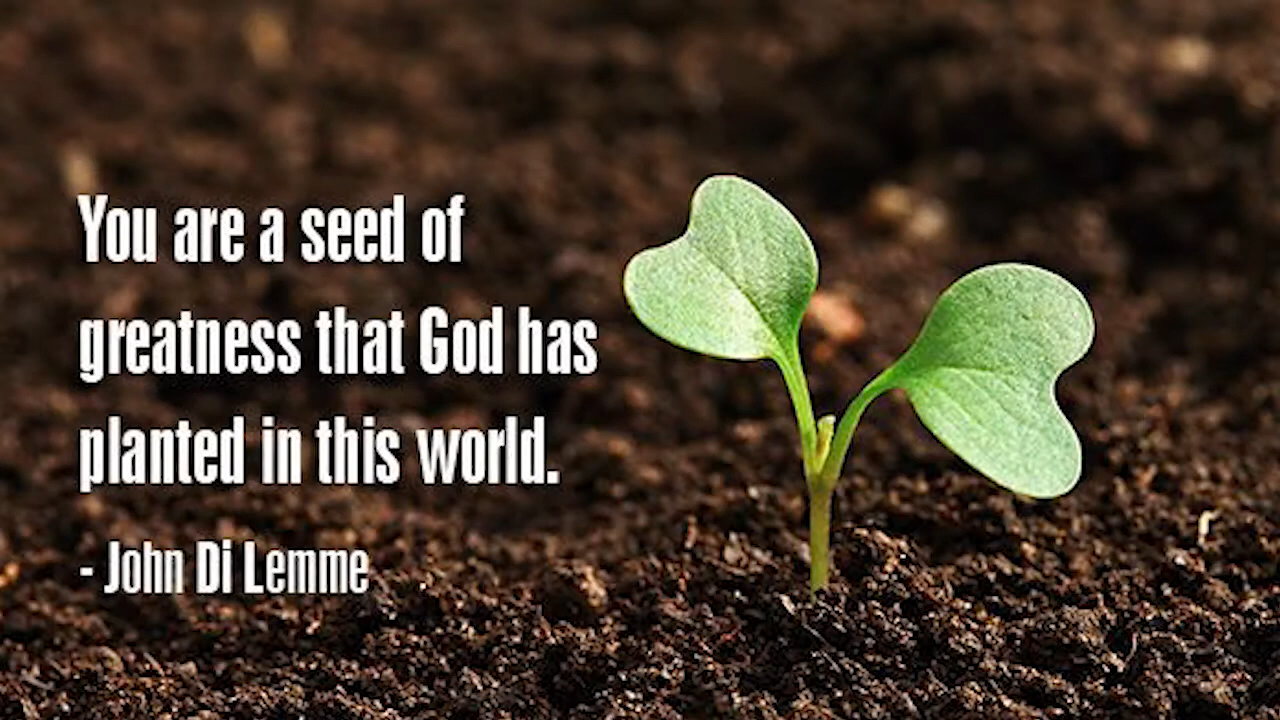 You are a seed of
greatness that God has
planted in this world.
- John Di Lemme